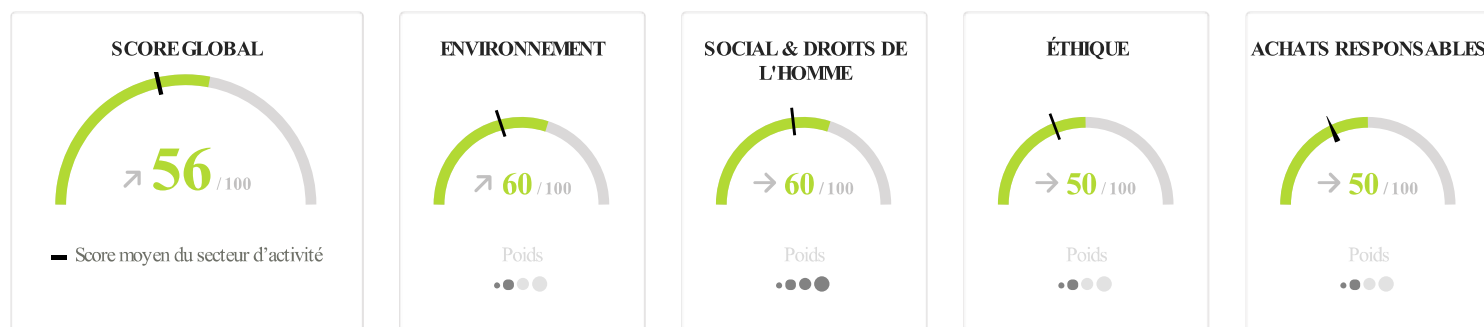 SCORE GLOBAL
56 / 100
Score moyen du secteur d’activité
ENVIRONNEMENT
60 / 100
Poids
SOCIAL & DROITS DE
L'HOMME
60 / 100
Poids
ÉTHIQUE
50 / 100
Poids
ACHATS RESPONSABLES
50 / 100
Poids